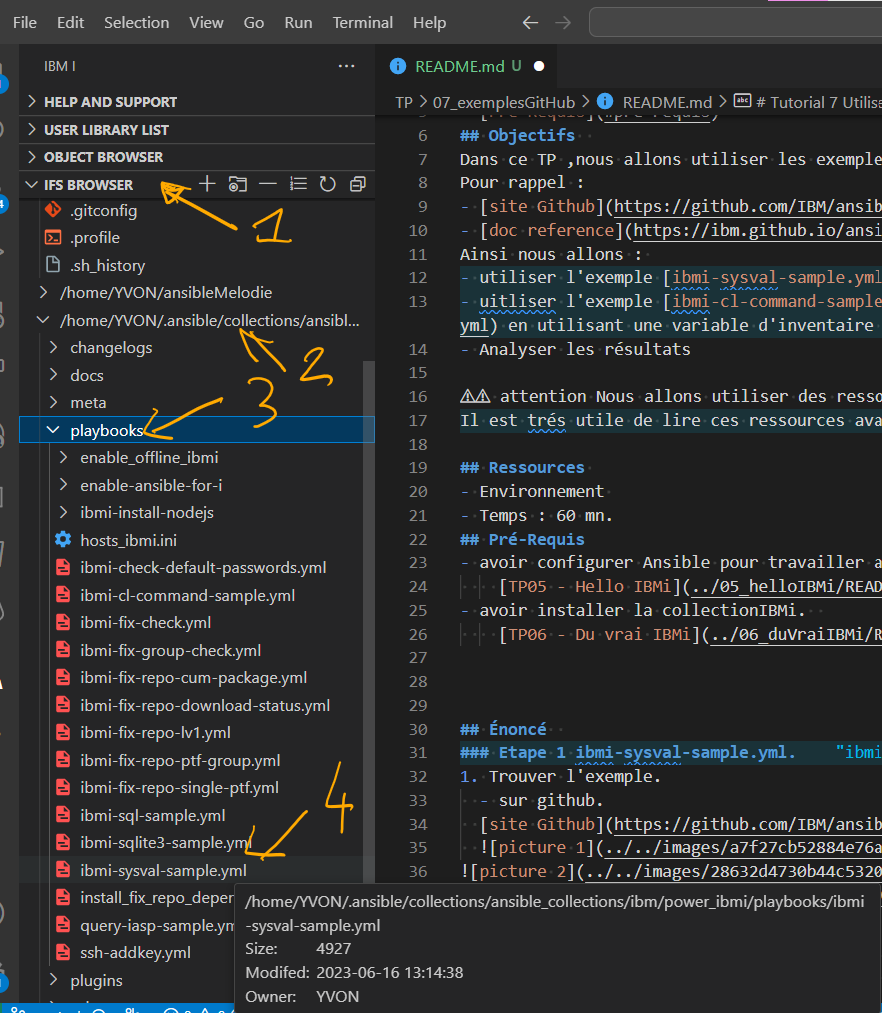 File Edit Selection View Go Run Terminal Help
IBM I
HELP AND SUPPORT
USER LIBRARY LIST
OBJECT BROWSER
IFS BROWSER
1
.gitconfig
.profile
.sh_history
/home/YVON/ansibleMelodie
/home/YVON/.ansible/collections/ansibl...
2
changelogs
docs
meta
3
playbooks
enable_offline_ibmi
enable-ansible-for-i
ibmi-install-nodejs
hosts_ibmi.ini
ibmi-check-default-passwords.yml
ibmi-cl-command-sample.yml
ibmi-fix-check.yml
ibmi-fix-group-check.yml
ibmi-fix-repo-cum-package.yml
ibmi-fix-repo-download-status.yml
ibmi-fix-repo-lv1.yml
ibmi-fix-repo-ptf-group.yml
ibmi-fix-repo-single-ptf.yml
4
ibmi-sql-sample.yml
ibmi-sqlite3-sample.yml
ibmi-sysval-sample.yml
install_fix_repo_deper
query-iasp-sample.ym
ssh-addkey.yml
plugins
README.md U
TP > 07_exemplesGitHub > README.md > abc # Tutorial 7 Utilis
6 ## Objectifs
7 Dans ce TP ,nous allons utiliser les exemple
8 Pour rappel :
9 - [site Github](https://github.com/IBM/ansib
10 - [doc reference](https://ibm.github.io/ansi
11 Ainsi nous allons :
12 - utiliser l'exemple [ibmi-sysval-sample.yml
13 - uitliser l'exemple [ibmi-cl-command-sample
yml) en utilisant une variable d'inventaire
14 - Analyser les résultats
15
16 ⚠⚠ attention Nous allons utiliser des resso
17 Il est trés utile de lire ces ressources ava
18
19 ## Ressources
20 - Environnement
21 - Temps : 60 mn.
22 ## Pré-Requis
23 - avoir configurer Ansible pour travailler a
24 [TP05 - Hello IBMi](../05_helloIBMi/READ
25 - avoir installer la collectionIBMi.
26 [TP06 - Du vrai IBMi](../06_duVraiIBMi/R
27
28
29
30 ## Énoncé
31 ### Etape 1 ibmi-sysval-sample.yml. "ibmi
32 1. Trouver l'exemple.
33 - sur github.
34 [site Github](https://github.com/IBM/ansib
35 ![picture 1](../../images/a7f27cb52884e76a
36 ![picture 2](../../images/28632d4730b44c5320
/home/YVON/.ansible/collections/ansible_collections/ibm/power_ibmi/playbooks/ibmi
-sysval-sample.yml
Size: 4927
Modifed: 2023-06-16 13:14:38
Owner: YVON